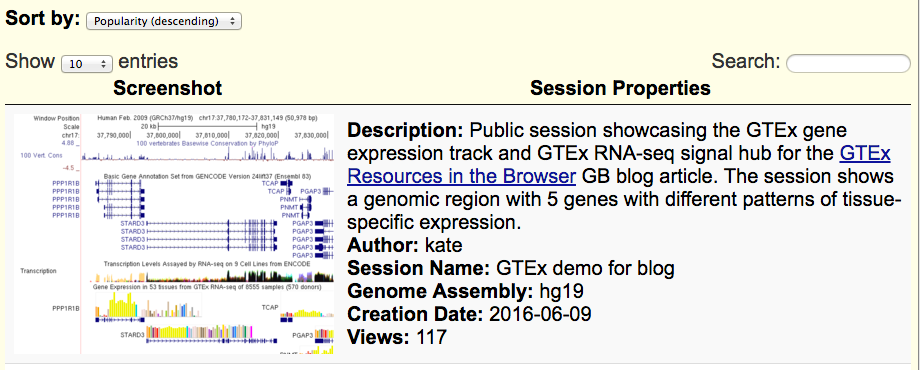 Sort by: Popularity (descending)
Show 10 entries Search:
Screenshot Session Properties
Window Position Human Feb. 2009 (GRCh37/hg19) chr17:37,780,172-37,831,149 (50,978 bp)
Scale 20 kb hg19
chr17: 37,790,000 37,800,000 37,810,000 37,820,000 37,830,000
4.88 _ 100 vertebrates Basewise Conservation by PhyloP
100 Vert. Cons
-4.5 _
Basic Gene Annotation Set from GENCODE Version 24lift37 (Ensembl 83)
PPP1R1B TCAP
PPP1R1B TCAP PGAP3
PPP1R1B PNMT
PPP1R1B PNMT
PPP1R1B PNMT
STARD3 PGAP3
STARD3 PGAP3
STARD3 PGAP3
STARD3 PGAP3
Transcription Levels Assayed by RNA-seq on 9 Cell Lines from ENCODE
Transcription
Gene Expression in 53 tissues from GTEx RNA-seq of 8555 samples (570 donors)
PPP1R1B TCAP
STARD3 PGAP3
Description: Public session showcasing the GTEx gene
expression track and GTEx RNA-seq signal hub for the GTEx
Resources in the Browser GB blog article. The session shows
a genomic region with 5 genes with different patterns of tissue-
specific expression.
Author: kate
Session Name: GTEx demo for blog
Genome Assembly: hg19
Creation Date: 2016-06-09
Views: 117